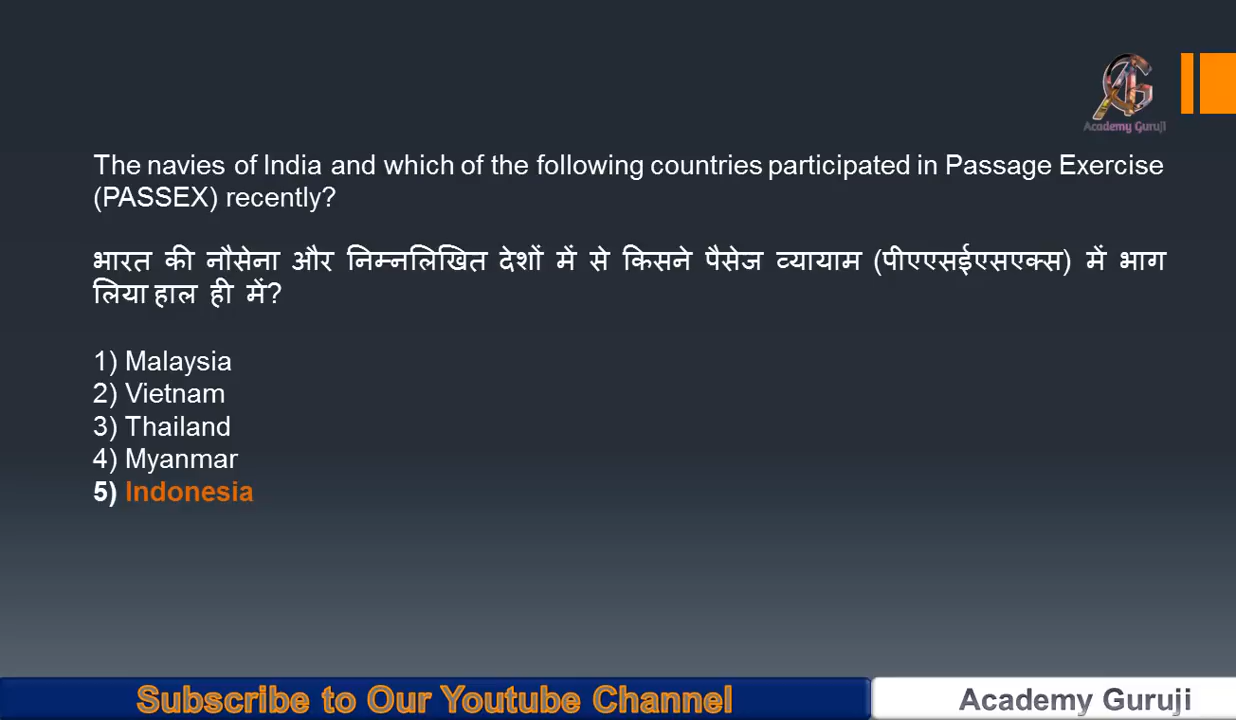 Academy Guruji
The navies of India and which of the following countries participated in Passage Exercise
(PASSEX) recently?
भारत की नौसेना और निम्नलिखित देशों में से किसने पैसेज व्यायाम (पीएएसईएसएक्स) में भाग
लिया हाल ही में?
1) Malaysia
2) Vietnam
3) Thailand
4) Myanmar
5) Indonesia
Subscribe to Our Youtube Channel
Academy Guruji